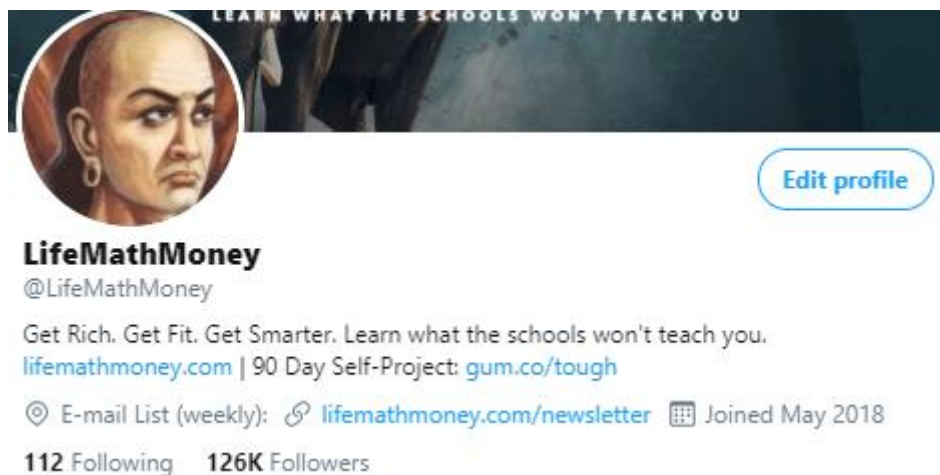 LEARN WHAT THE SCHOOLS WON'T TEACH YOU
Edit profile
LifeMathMoney
@LifeMathMoney
Get Rich. Get Fit. Get Smarter. Learn what the schools won't teach you.
lifemathmoney.com | 90 Day Self-Project: gum.co/tough
E-mail List (weekly): lifemathmoney.com/newsletter Joined May 2018
112 Following 126K Followers